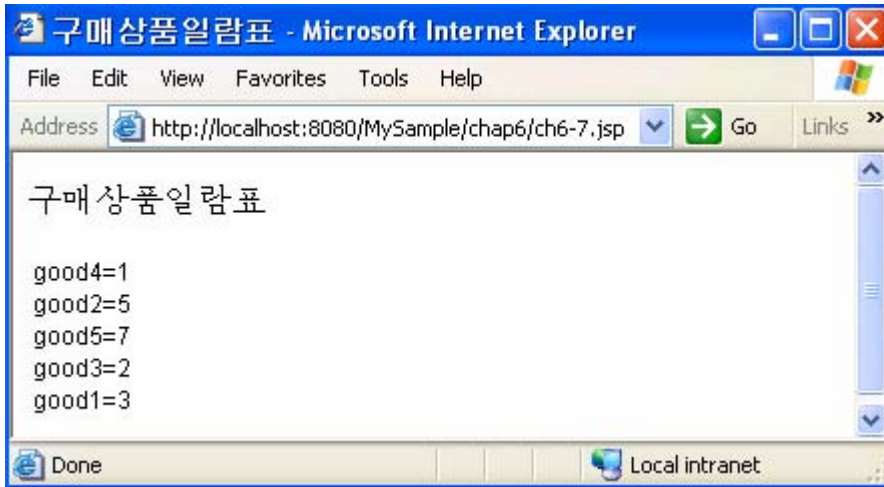 구매상품일람표 - Microsoft Internet Explorer
File Edit View Favorites Tools Help
Address http://localhost:8080/MySample/chap6/ch6-7.jsp Go Links »
구매상품일람표
good4=1
good2=5
good5=7
good3=2
good1=3
Done Local intranet